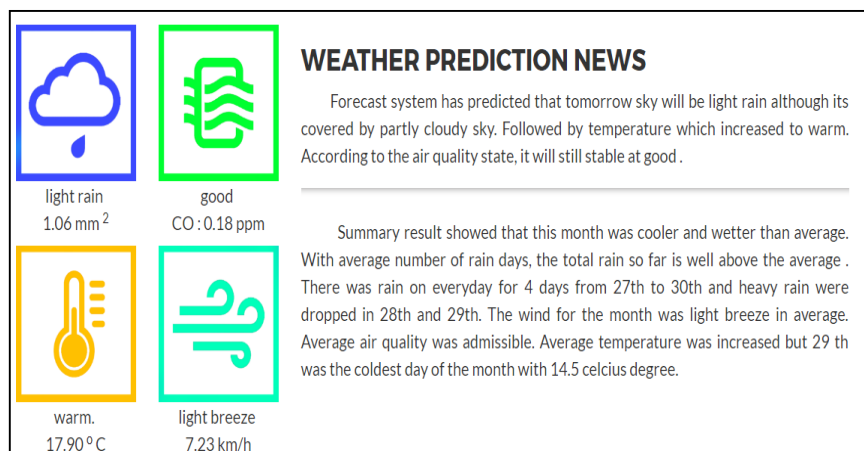 light rain
1.06 mm 2
good
CO : 0.18 ppm
warm.
17.90 o C
light breeze
7.23 km/h
WEATHER PREDICTION NEWS
Forecast system has predicted that tomorrow sky will be light rain although its
covered by partly cloudy sky. Followed by temperature which increased to warm.
According to the air quality state, it will still stable at good .
Summary result showed that this month was cooler and wetter than average.
With average number of rain days, the total rain so far is well above the average .
There was rain on everyday for 4 days from 27th to 30th and heavy rain were
dropped in 28th and 29th. The wind for the month was light breeze in average.
Average air quality was admissible. Average temperature was increased but 29 th
was the coldest day of the month with 14.5 celcius degree.